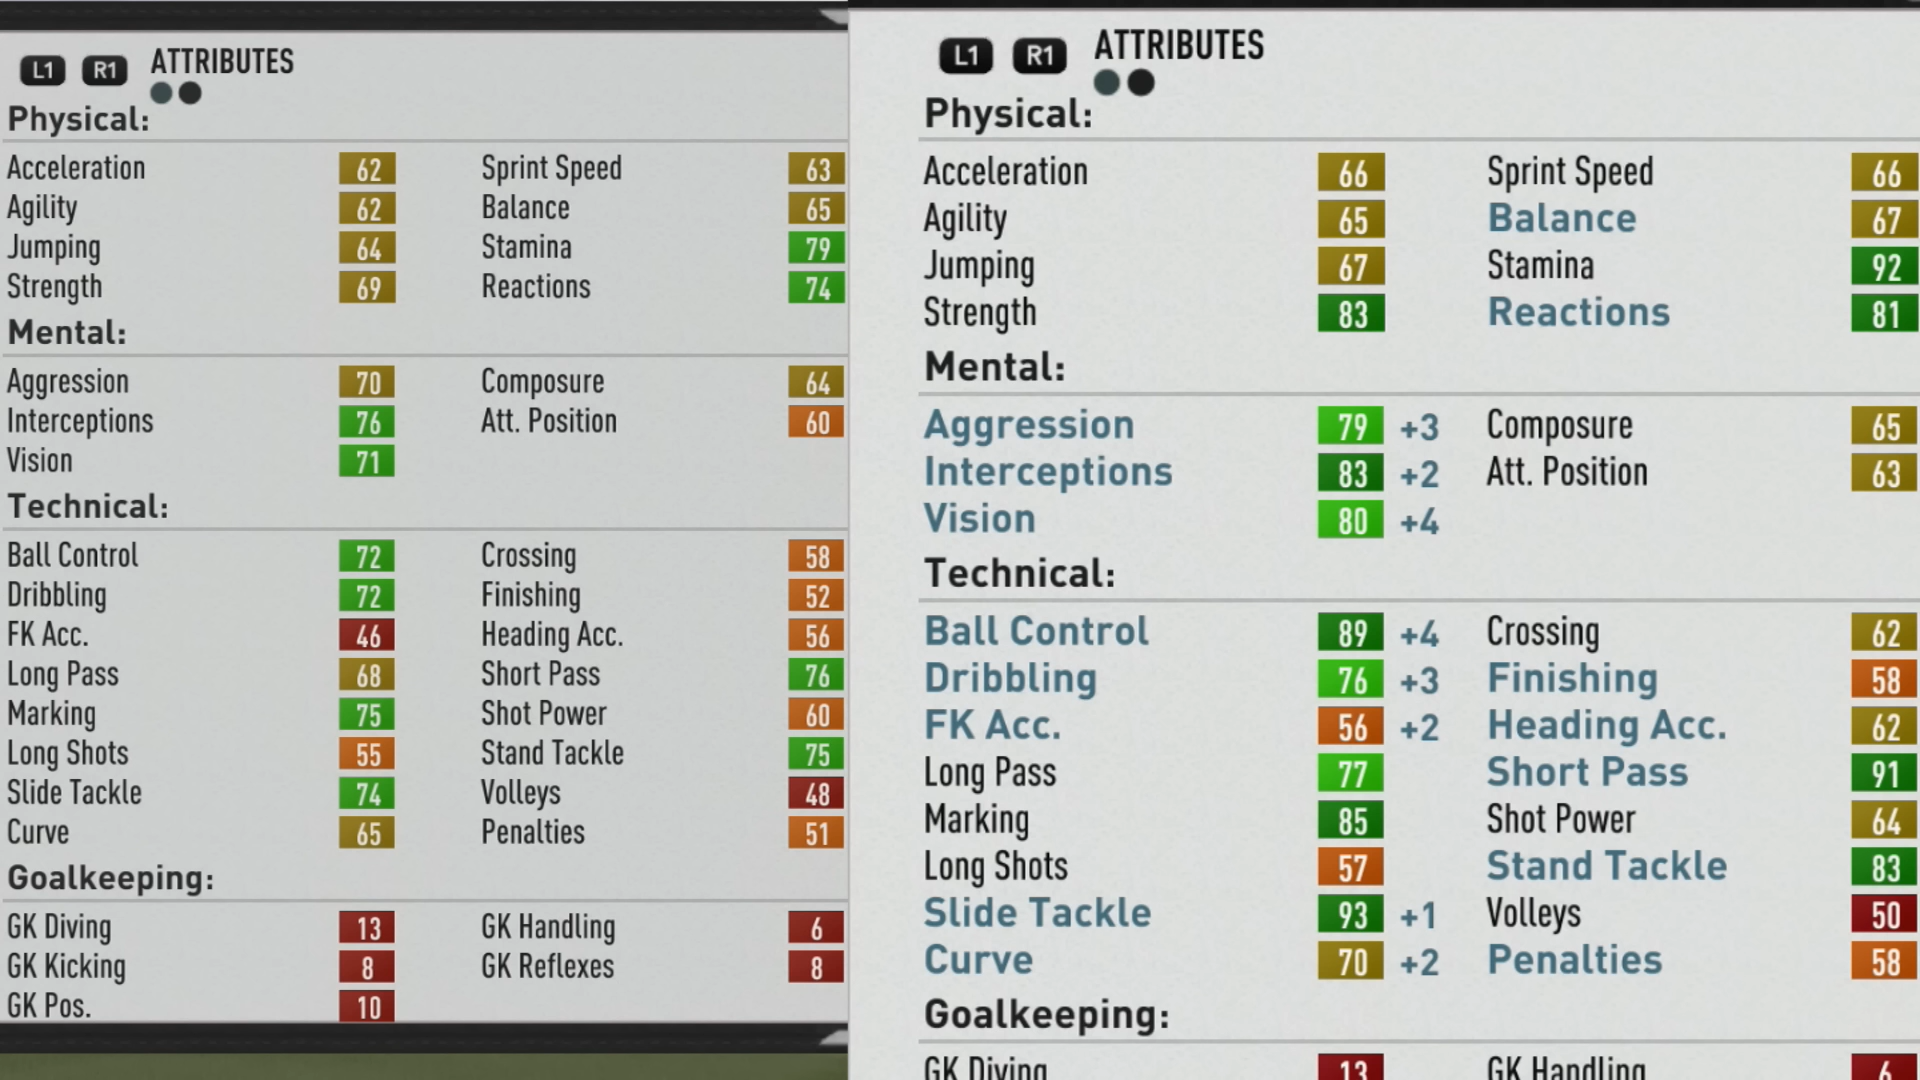 L1 R1 ATTRIBUTES
Physical:
Acceleration 62 Sprint Speed 63
Agility 62 Balance 65
Jumping 64 Stamina 79
Strength 69 Reactions 74
Mental:
Aggression 70 Composure 64
Interceptions 76 Att. Position 60
Vision 71
Technical:
Ball Control 72 Crossing 58
Dribbling 72 Finishing 52
FK Acc. 46 Heading Acc. 56
Long Pass 68 Short Pass 76
Marking 75 Shot Power 60
Long Shots 55 Stand Tackle 75
Slide Tackle 74 Volleys 48
Curve 65 Penalties 51
Goalkeeping:
GK Diving 13 GK Handling 6
GK Kicking 8 GK Reflexes 8
GK Pos. 10
L1 R1 ATTRIBUTES
Physical:
Acceleration 66 Sprint Speed 66
Agility 65 Balance 67
Jumping 67 Stamina 92
Strength 83 Reactions 81
Mental:
Aggression 79 +3 Composure 65
Interceptions 83 +2 Att. Position 63
Vision 80 +4
Technical:
Ball Control 89 +4 Crossing 62
Dribbling 76 +3 Finishing 58
FK Acc. 56 +2 Heading Acc. 62
Long Pass 77 Short Pass 91
Marking 85 Shot Power 64
Long Shots 57 Stand Tackle 83
Slide Tackle 93 +1 Volleys 50
Curve 70 +2 Penalties 58
Goalkeeping:
GK Diving 13 GK Handling 6